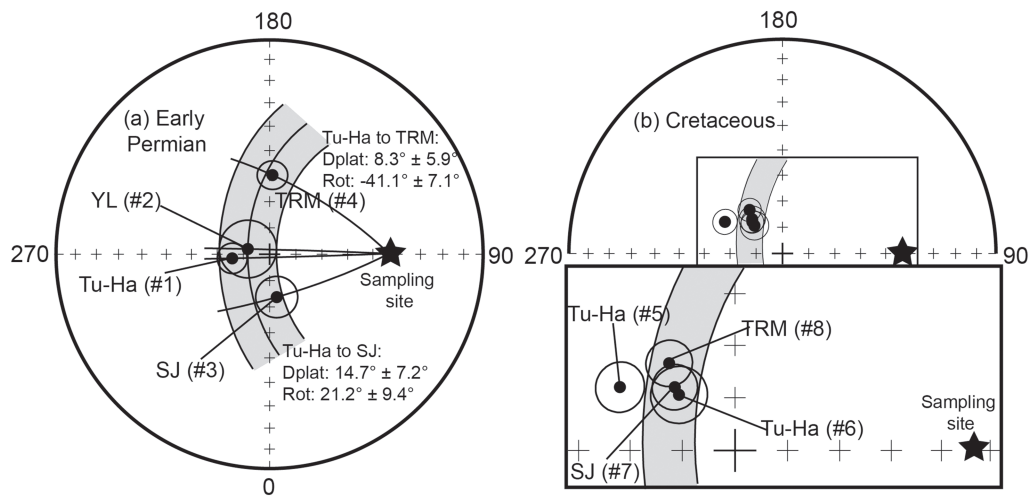 180
(a) Early
Permian
Tu-Ha to TRM:
Dplat: 8.3° ± 5.9°
Rot: -41.1° ± 7.1°
YL (#2)
TRM (#4)
270
90
Tu-Ha (#1)
Sampling
site
SJ (#3)
Tu-Ha to SJ:
Dplat: 14.7° ± 7.2°
Rot: 21.2° ± 9.4°
0
180
(b) Cretaceous
270
90
Tu-Ha (#5)
TRM (#8)
Sampling
site
Tu-Ha (#6)
SJ (#7)